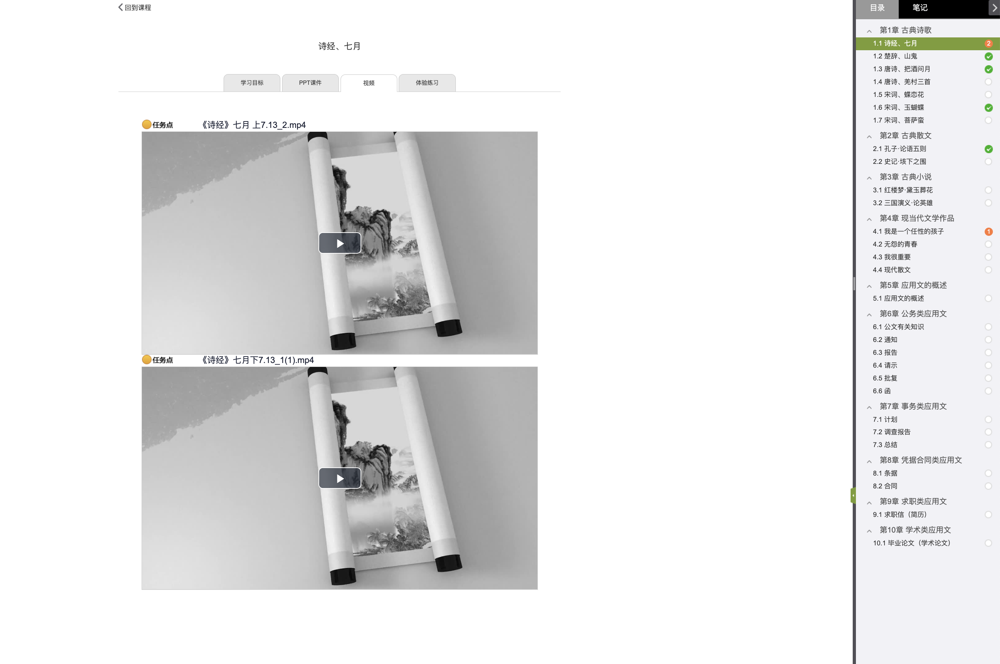 回到课程
诗经、七月
学习目标 PPT课件 视频 体验练习
任务点 《诗经》七月 上7.13_2.mp4
任务点 《诗经》七月下7.13_1(1).mp4
目录 笔记
第1章 古典诗歌
1.1 诗经、七月 2
1.2 楚辞、山鬼
1.3 唐诗、把酒问月
1.4 唐诗、羌村三首
1.5 宋词、蝶恋花
1.6 宋词、玉蝴蝶
1.7 宋词、菩萨蛮
第2章 古典散文
2.1 孔子·论语五则
2.2 史记·垓下之围
第3章 古典小说
3.1 红楼梦·黛玉葬花
3.2 三国演义·论英雄
第4章 现当代文学作品
4.1 我是一个任性的孩子 1
4.2 无怨的青春
4.3 我很重要
4.4 现代散文
第5章 应用文的概述
5.1 应用文的概述
第6章 公务类应用文
6.1 公文有关知识
6.2 通知
6.3 报告
6.4 请示
6.5 批复
6.6 函
第7章 事务类应用文
7.1 计划
7.2 调查报告
7.3 总结
第8章 凭据合同类应用文
8.1 条据
8.2 合同
第9章 求职类应用文
9.1 求职信（简历）
第10章 学术类应用文
10.1 毕业论文（学术论文）